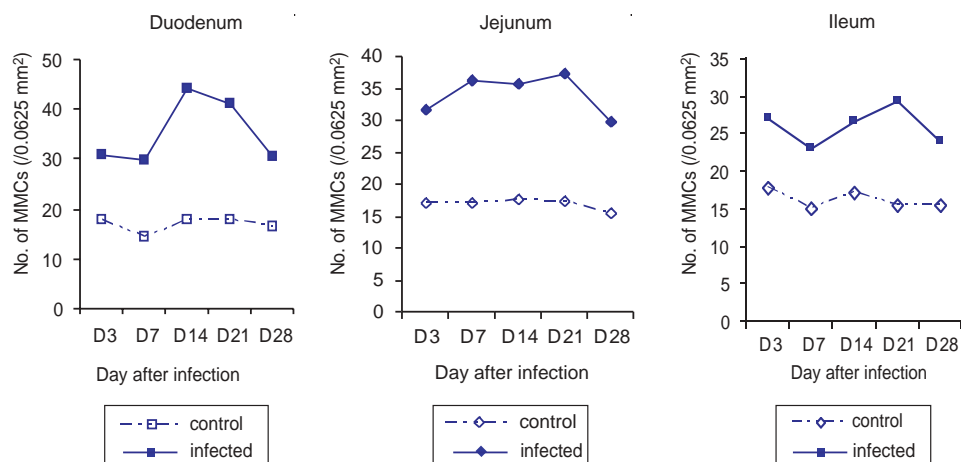 Duodenum
No. of MMCs (/0.0625 mm²)
50
40
30
20
10
0
D3 D7 D14 D21 D28
Day after infection
control
infected
Jejunum
No. of MMCs (/0.0625 mm²)
40
35
30
25
20
15
10
5
0
D3 D7 D14 D21 D28
Day after infection
control
infected
Ileum
No. of MMCs (/0.0625 mm²)
35
30
25
20
15
10
5
0
D3 D7 D14 D21 D28
Day after infection
control
infected